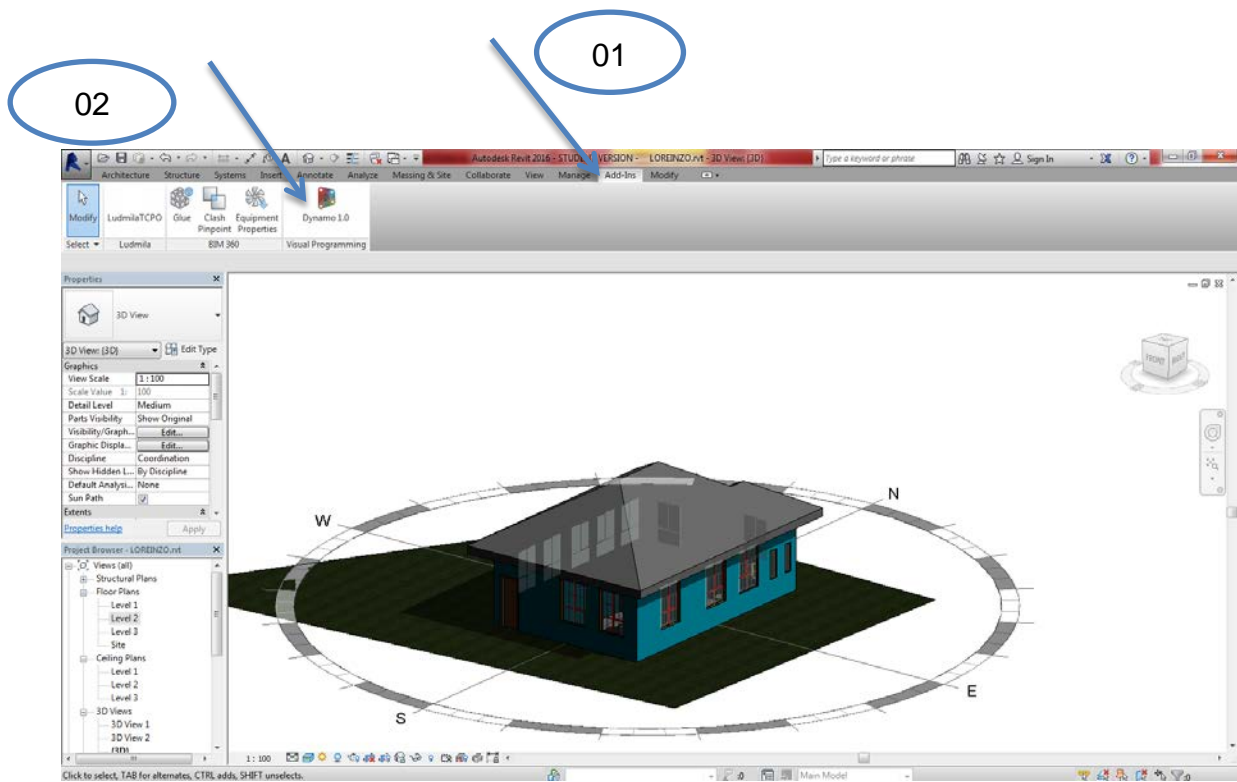 01
02
Autodesk Revit 2016 - STUDENT VERSION - LOREINZO.rvt - 3D View: {3D}
Type a keyword or phrase
Sign In
Architecture Structure Systems Insert Annotate Analyze Massing & Site Collaborate View Manage Add-Ins Modify
Modify LudmilaTCPO Glue Clash Pinpoint Equipment Properties Dynamo 1.0
Select Ludmila BIM 360 Visual Programming
Properties
3D View
3D View: {3D} Edit Type
Graphics
View Scale 1 : 100
Scale Value 1: 100
Detail Level Medium
Parts Visibility Show Original
Visibility/Graph... Edit...
Graphic Displa... Edit...
Discipline Coordination
Show Hidden L... By Discipline
Default Analysi... None
Sun Path
Extents
Properties help Apply
Project Browser - LOREINZO.rvt
Views (all)
Structural Plans
Floor Plans
Level 1
Level 2
Level 3
Site
Ceiling Plans
Level 1
Level 2
Level 3
3D Views
3D View 1
3D View 2
{3D}
FRONT
W
N
S
E
1 : 100
Click to select, TAB for alternates, CTRL adds, SHIFT unselects.
:0
Main Model